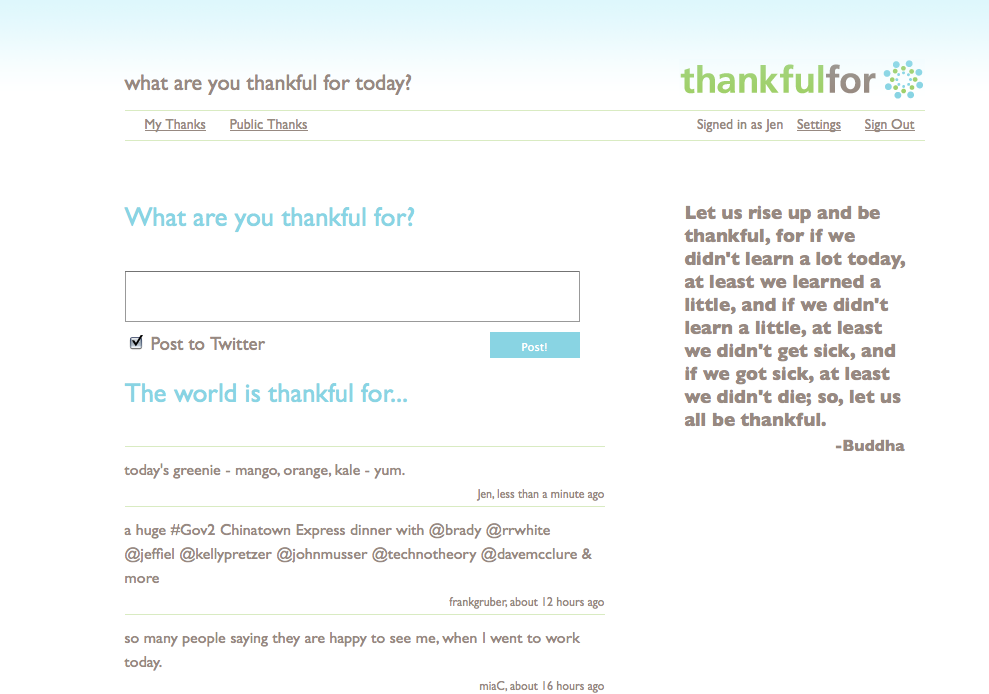 what are you thankful for today?
thankfulfor
My Thanks Public Thanks
Signed in as Jen Settings Sign Out
What are you thankful for?
Post to Twitter
Post!
The world is thankful for...
today's greenie - mango, orange, kale - yum.
Jen, less than a minute ago
a huge #Gov2 Chinatown Express dinner with @brady @rrwhite
@jeffiel @kellypretzer @johnmusser @technotheory @davemcclure &
more
frankgruber, about 12 hours ago
so many people saying they are happy to see me, when I went to work
today.
miaC, about 16 hours ago
Let us rise up and be
thankful, for if we
didn't learn a lot today,
at least we learned a
little, and if we didn't
learn a little, at least
we didn't get sick, and
if we got sick, at least
we didn't die; so, let us
all be thankful.
-Buddha